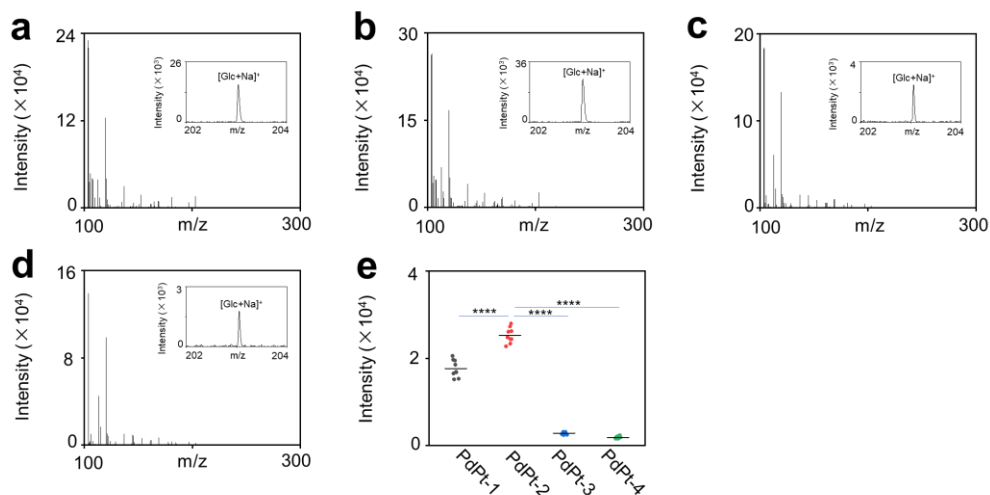 a
24
12
0
Intensity (×10⁴)
100
m/z
300
26
0
Intensity (×10³)
[Glc+Na]⁺
202
m/z
204
b
30
15
0
Intensity (×10⁴)
100
m/z
300
36
0
Intensity (×10³)
[Glc+Na]⁺
202
m/z
204
c
20
10
0
Intensity (×10⁴)
100
m/z
300
4
0
Intensity (×10³)
[Glc+Na]⁺
202
m/z
204
d
16
8
0
Intensity (×10⁴)
100
m/z
300
3
0
Intensity (×10³)
[Glc+Na]⁺
202
m/z
204
e
4
2
0
Intensity (×10⁴)
****
****
****
PdPt-1
PdPt-2
PdPt-3
PdPt-4